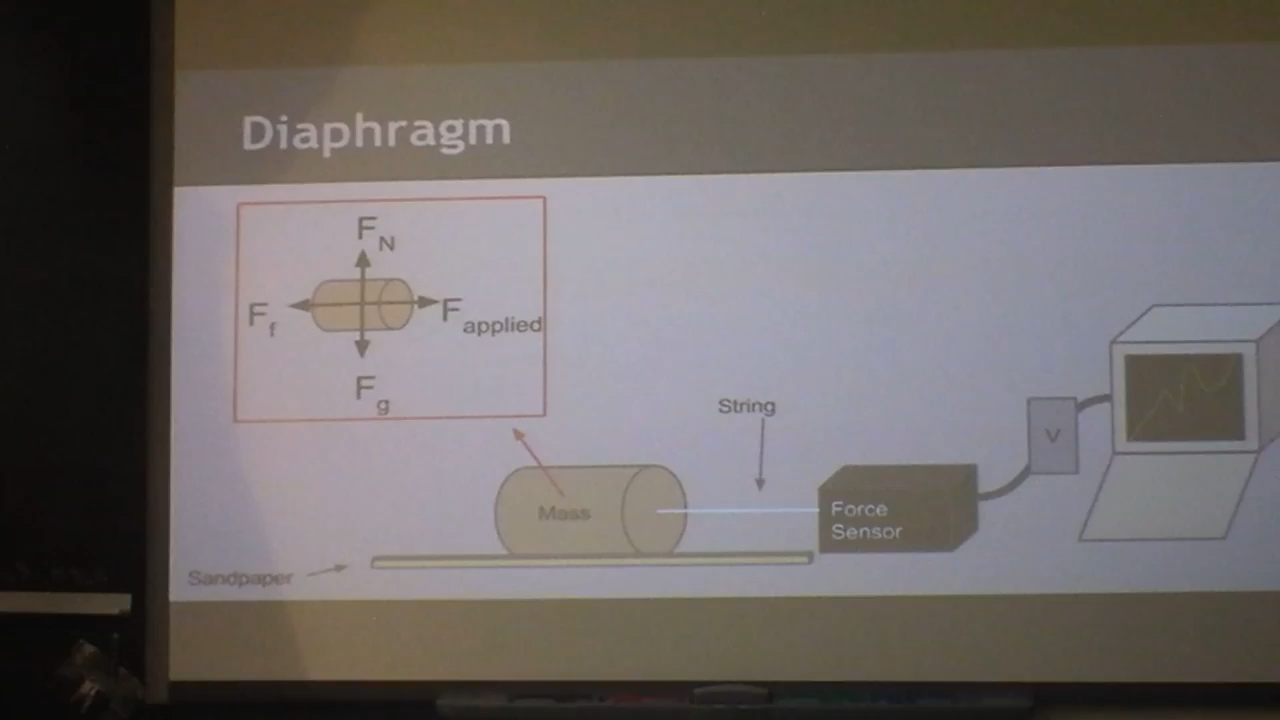 Diaphragm
F_N
F_f
F_applied
F_g
String
Mass
Force
Sensor
V
Sandpaper